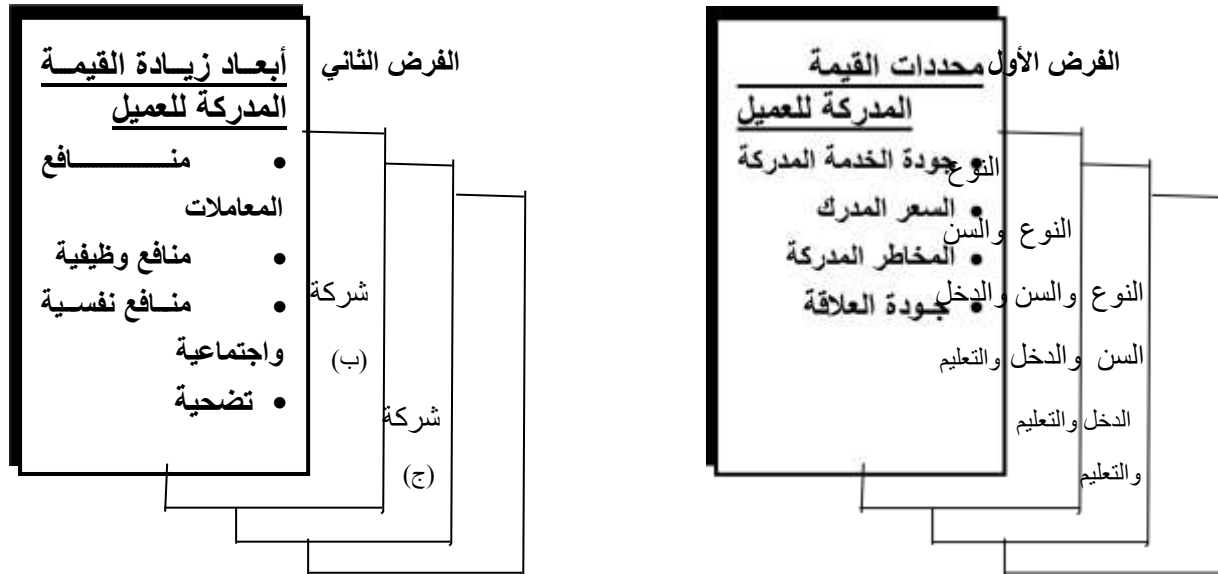 الفرض الأول
محددات القيمة
المدركة للعميل
• جودة الخدمة المدركة
• السعر المدرك
• المخاطر المدركة
• جودة العلاقة
النوع
النوع والسن
النوع والسن والدخل
السن والدخل والتعليم
الدخل والتعليم
والتعليم
الفرض الثاني
أبعاد زيادة القيمة
المدركة للعميل
• منافع
المعاملات
• منافع وظيفية
• منافع نفسية
واجتماعية
• تضحية
شركة
(ب)
شركة
(ج)